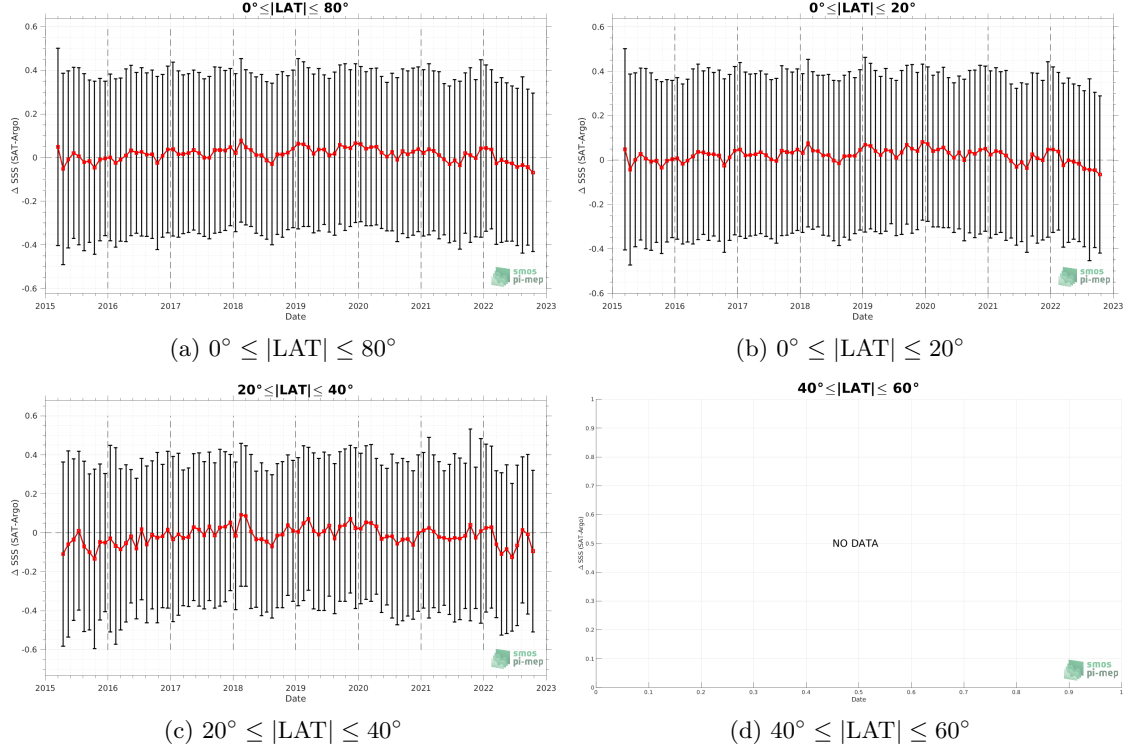 0°≤|LAT|≤ 80°
0.6
0.4
0.2
0
-0.2
-0.4
-0.6
Δ SSS (SAT-Argo)
2015 2016 2017 2018 2019 2020 2021 2022 2023
Date
smos
pi-mep
(a) 0° ≤ |LAT| ≤ 80°
0°≤|LAT|≤ 20°
0.6
0.4
0.2
0
-0.2
-0.4
-0.6
Δ SSS (SAT-Argo)
2015 2016 2017 2018 2019 2020 2021 2022 2023
Date
smos
pi-mep
(b) 0° ≤ |LAT| ≤ 20°
20°≤|LAT|≤ 40°
0.6
0.4
0.2
0
-0.2
-0.4
-0.6
Δ SSS (SAT-Argo)
2015 2016 2017 2018 2019 2020 2021 2022 2023
Date
smos
pi-mep
(c) 20° ≤ |LAT| ≤ 40°
40°≤|LAT|≤ 60°
1
0.9
0.8
0.7
0.6
0.5
0.4
0.3
0.2
0.1
0
Δ SSS (SAT-Argo)
NO DATA
0 0.1 0.2 0.3 0.4 0.5 0.6 0.7 0.8 0.9 1
Date
smos
pi-mep
(d) 40° ≤ |LAT| ≤ 60°